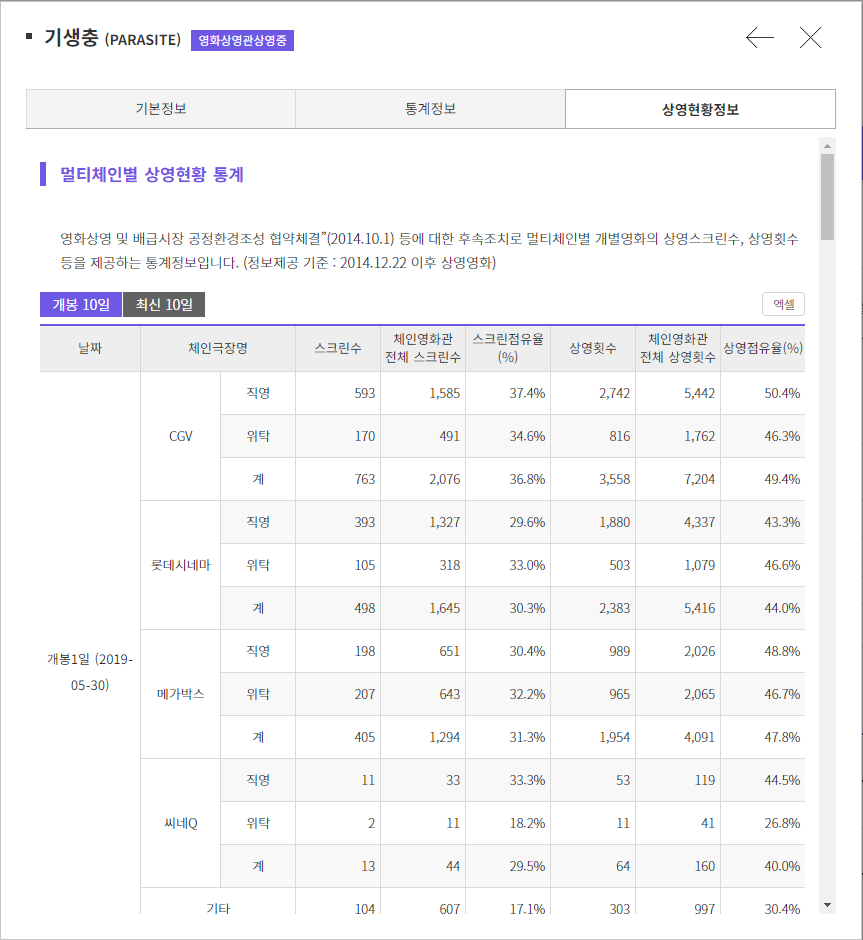 기생충 (PARASITE) 영화상영관상영중
기본정보 통계정보 상영현황정보
멀티체인별 상영현황 통계
영화상영 및 배급시장 공정환경조성 협약체결”(2014.10.1) 등에 대한 후속조치로 멀티체인별 개별영화의 상영스크린수, 상영횟수
등을 제공하는 통계정보입니다. (정보제공 기준 : 2014.12.22 이후 상영영화)
개봉 10일 최신 10일 엑셀
날짜 체인극장명 스크린수 체인영화관 전체 스크린수 스크린점유율(%) 상영횟수 체인영화관 전체 상영횟수 상영점유율(%)
개봉1일 (2019-05-30)
CGV
직영 593 1,585 37.4% 2,742 5,442 50.4%
위탁 170 491 34.6% 816 1,762 46.3%
계 763 2,076 36.8% 3,558 7,204 49.4%
롯데시네마
직영 393 1,327 29.6% 1,880 4,337 43.3%
위탁 105 318 33.0% 503 1,079 46.6%
계 498 1,645 30.3% 2,383 5,416 44.0%
메가박스
직영 198 651 30.4% 989 2,026 48.8%
위탁 207 643 32.2% 965 2,065 46.7%
계 405 1,294 31.3% 1,954 4,091 47.8%
씨네Q
직영 11 33 33.3% 53 119 44.5%
위탁 2 11 18.2% 11 41 26.8%
계 13 44 29.5% 64 160 40.0%
기타 104 607 17.1% 303 997 30.4%